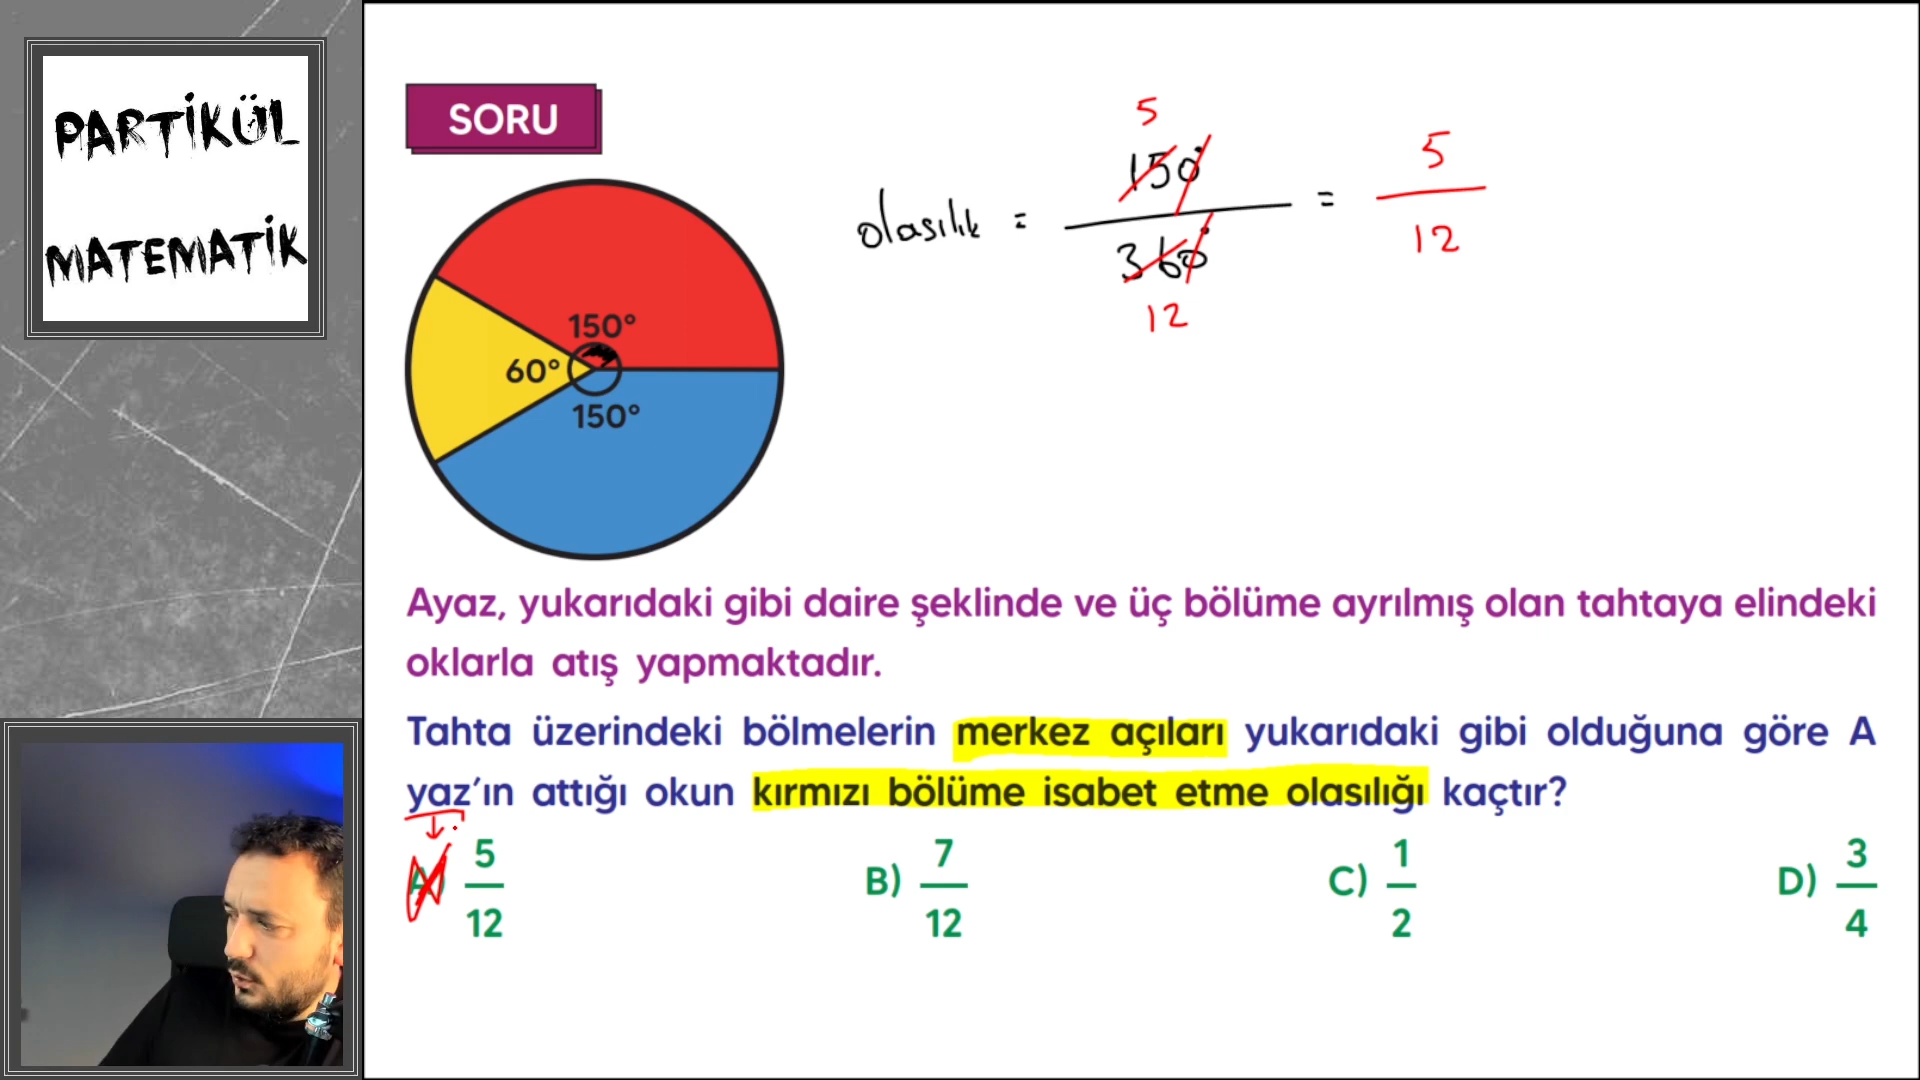 PARTİKÜL
MATEMATİK
SORU
150°
60°
150°
olasılık = 150° / 360° = 5 / 12
5
12
Ayaz, yukarıdaki gibi daire şeklinde ve üç bölüme ayrılmış olan tahtaya elindeki
oklarla atış yapmaktadır.
Tahta üzerindeki bölmelerin merkez açıları yukarıdaki gibi olduğuna göre A
yaz'ın attığı okun kırmızı bölüme isabet etme olasılığı kaçtır?
A) 5/12
B) 7/12
C) 1/2
D) 3/4